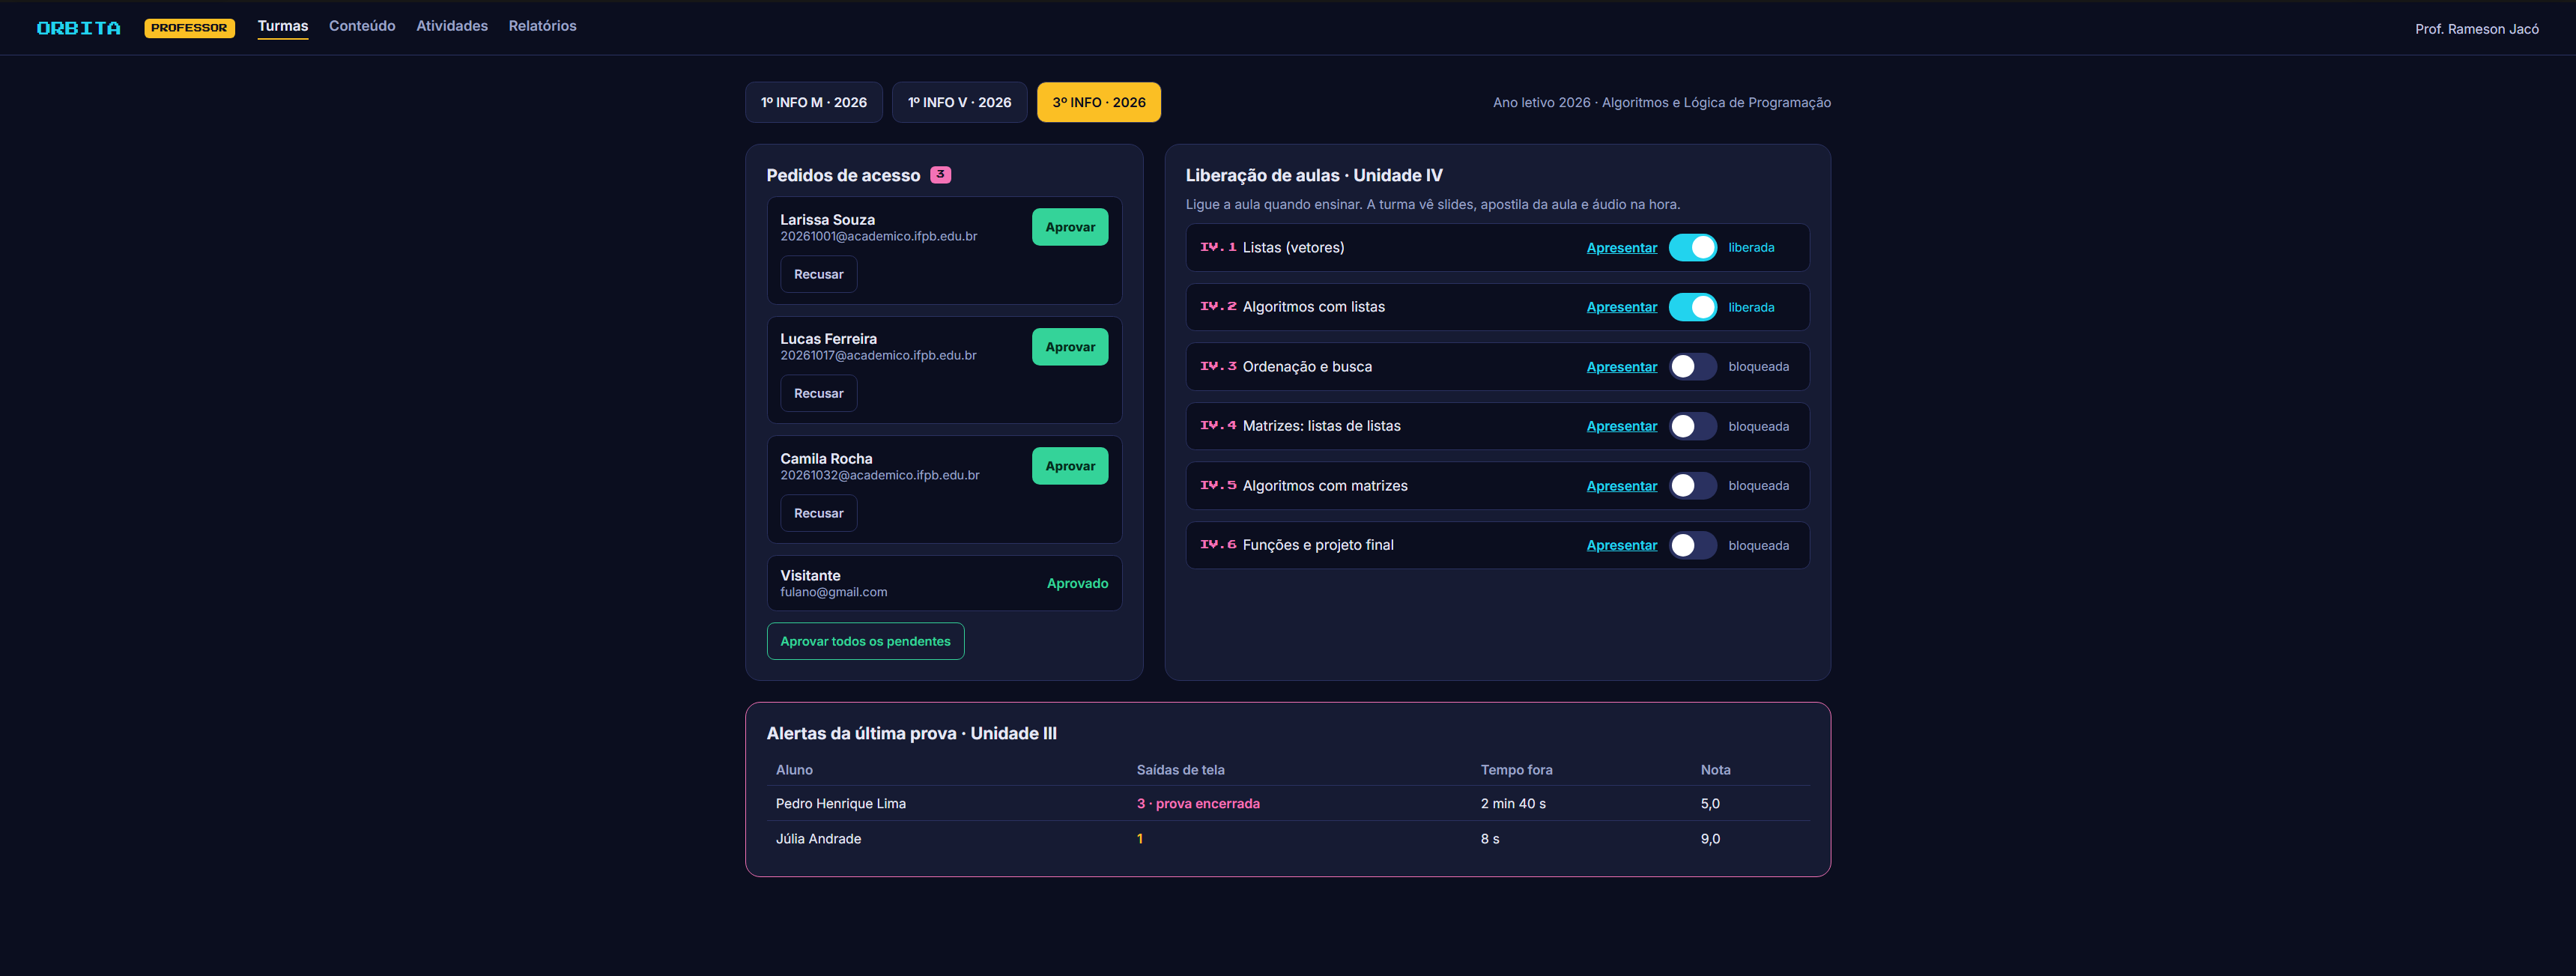 ORBITA PROFESSOR Turmas Conteúdo Atividades Relatórios Prof. Rameson Jacó
1º INFO M · 2026 1º INFO V · 2026 3º INFO · 2026 Ano letivo 2026 · Algoritmos e Lógica de Programação
Pedidos de acesso 3
Larissa Souza
20261001@academico.ifpb.edu.br
Aprovar
Recusar
Lucas Ferreira
20261017@academico.ifpb.edu.br
Aprovar
Recusar
Camila Rocha
20261032@academico.ifpb.edu.br
Aprovar
Recusar
Visitante
fulano@gmail.com
Aprovado
Aprovar todos os pendentes
Liberação de aulas · Unidade IV
Ligue a aula quando ensinar. A turma vê slides, apostila da aula e áudio na hora.
IV.1 Listas (vetores) Apresentar liberada
IV.2 Algoritmos com listas Apresentar liberada
IV.3 Ordenação e busca Apresentar bloqueada
IV.4 Matrizes: listas de listas Apresentar bloqueada
IV.5 Algoritmos com matrizes Apresentar bloqueada
IV.6 Funções e projeto final Apresentar bloqueada
Alertas da última prova · Unidade III
Aluno Saídas de tela Tempo fora Nota
Pedro Henrique Lima 3 · prova encerrada 2 min 40 s 5,0
Júlia Andrade 1 8 s 9,0